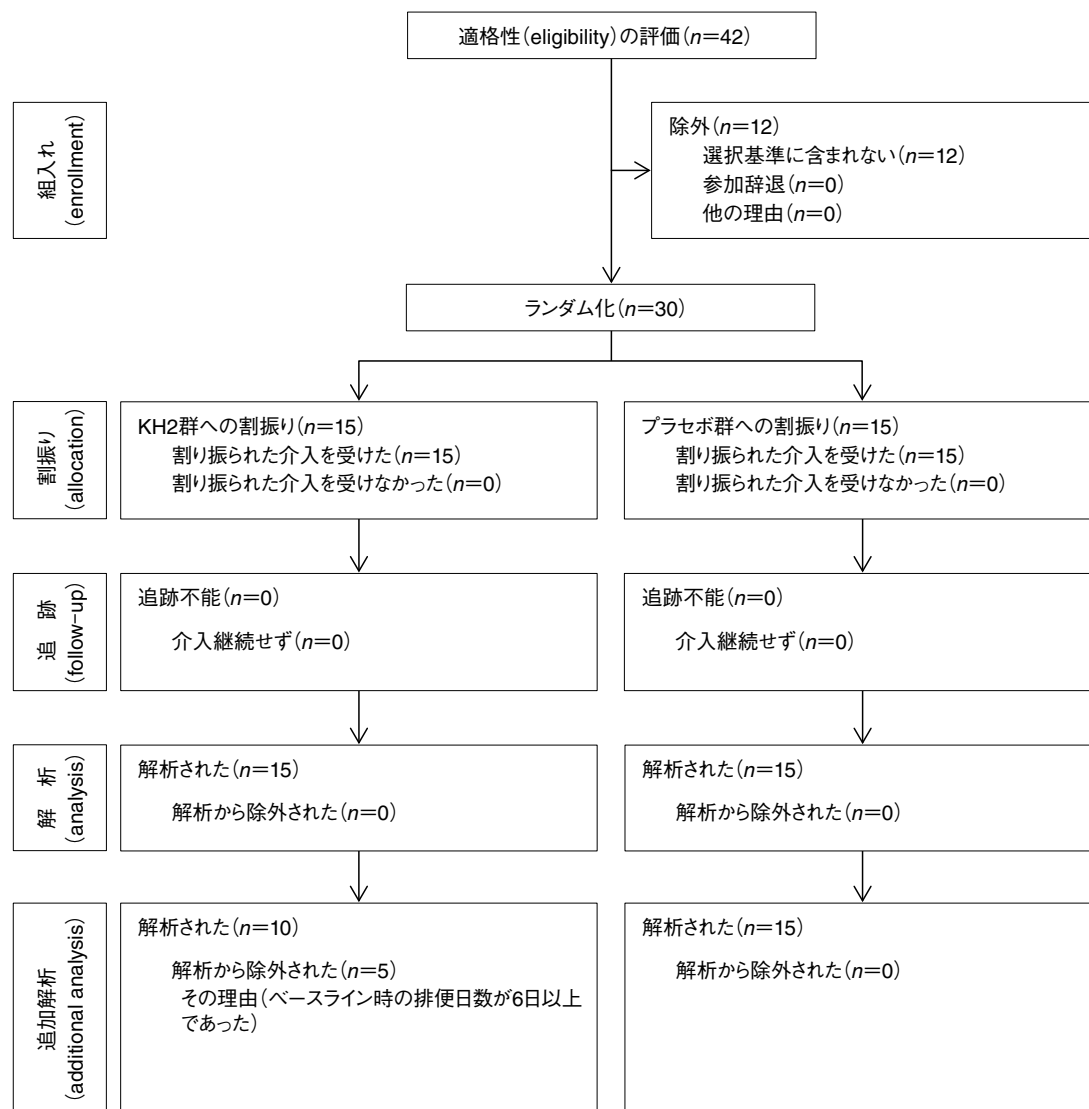 適格性(eligibility)の評価(n=42)
組入れ
(enrollment)
除外(n=12)
選択基準に含まれない(n=12)
参加辞退(n=0)
他の理由(n=0)
ランダム化(n=30)
割振り
(allocation)
KH2群への割振り(n=15)
割り振られた介入を受けた(n=15)
割り振られた介入を受けなかった(n=0)
プラセボ群への割振り(n=15)
割り振られた介入を受けた(n=15)
割り振られた介入を受けなかった(n=0)
追 跡
(follow-up)
追跡不能(n=0)
介入継続せず(n=0)
追跡不能(n=0)
介入継続せず(n=0)
解 析
(analysis)
解析された(n=15)
解析から除外された(n=0)
解析された(n=15)
解析から除外された(n=0)
追加解析
(additional analysis)
解析された(n=10)
解析から除外された(n=5)
その理由(ベースライン時の排便日数が6日以上
であった)
解析された(n=15)
解析から除外された(n=0)